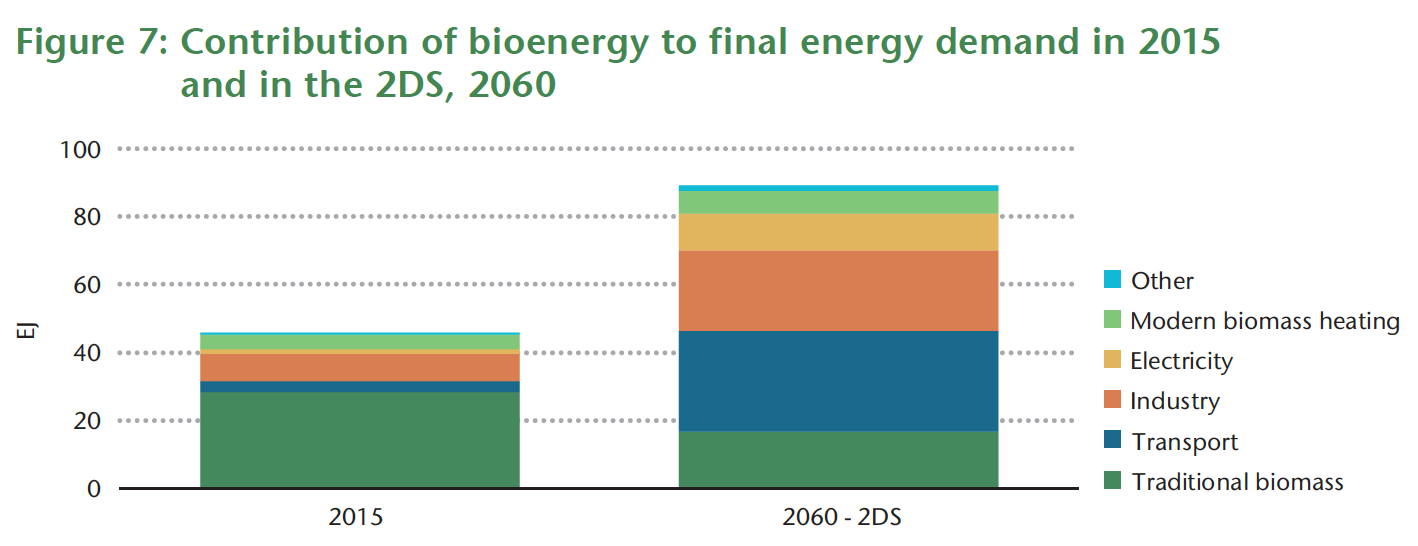 Figure 7: Contribution of bioenergy to final energy demand in 2015
and in the 2DS, 2060
100
80
60
40
20
0
EJ
2015
2060 - 2DS
Other
Modern biomass heating
Electricity
Industry
Transport
Traditional biomass